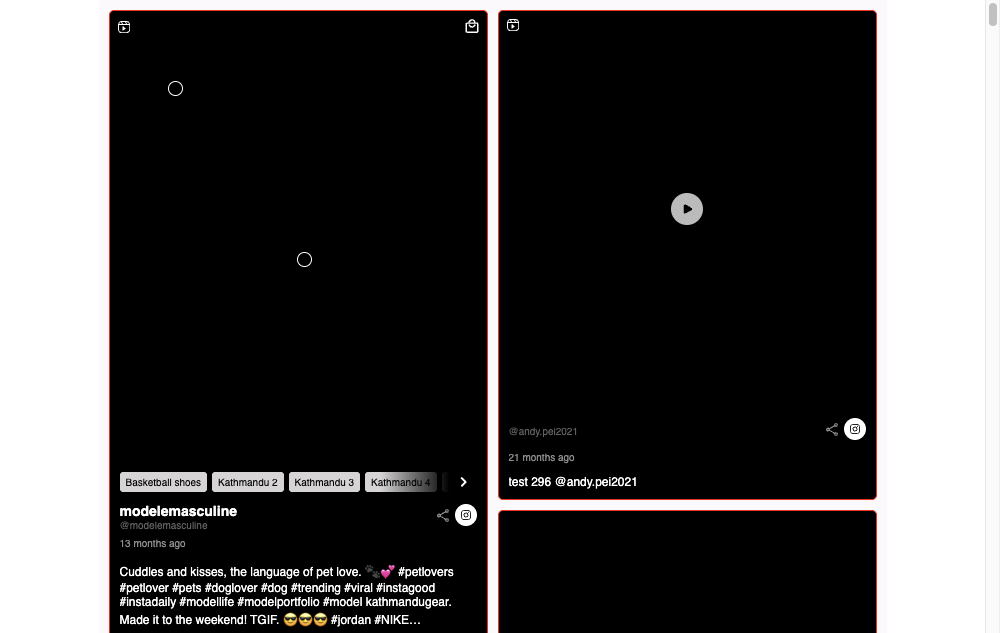 Basketball shoes
Kathmandu 2
Kathmandu 3
Kathmandu 4
modelemasculine
@modelemasculine
13 months ago
Cuddles and kisses, the language of pet love. 🐾💕 #petlovers
#petlover #pets #doglover #dog #trending #viral #instagood
#instadaily #modellife #modelportfolio #model kathmandugear.
Made it to the weekend! TGIF. 😎😎😎 #jordan #NIKE…
@andy.pei2021
21 months ago
test 296 @andy.pei2021